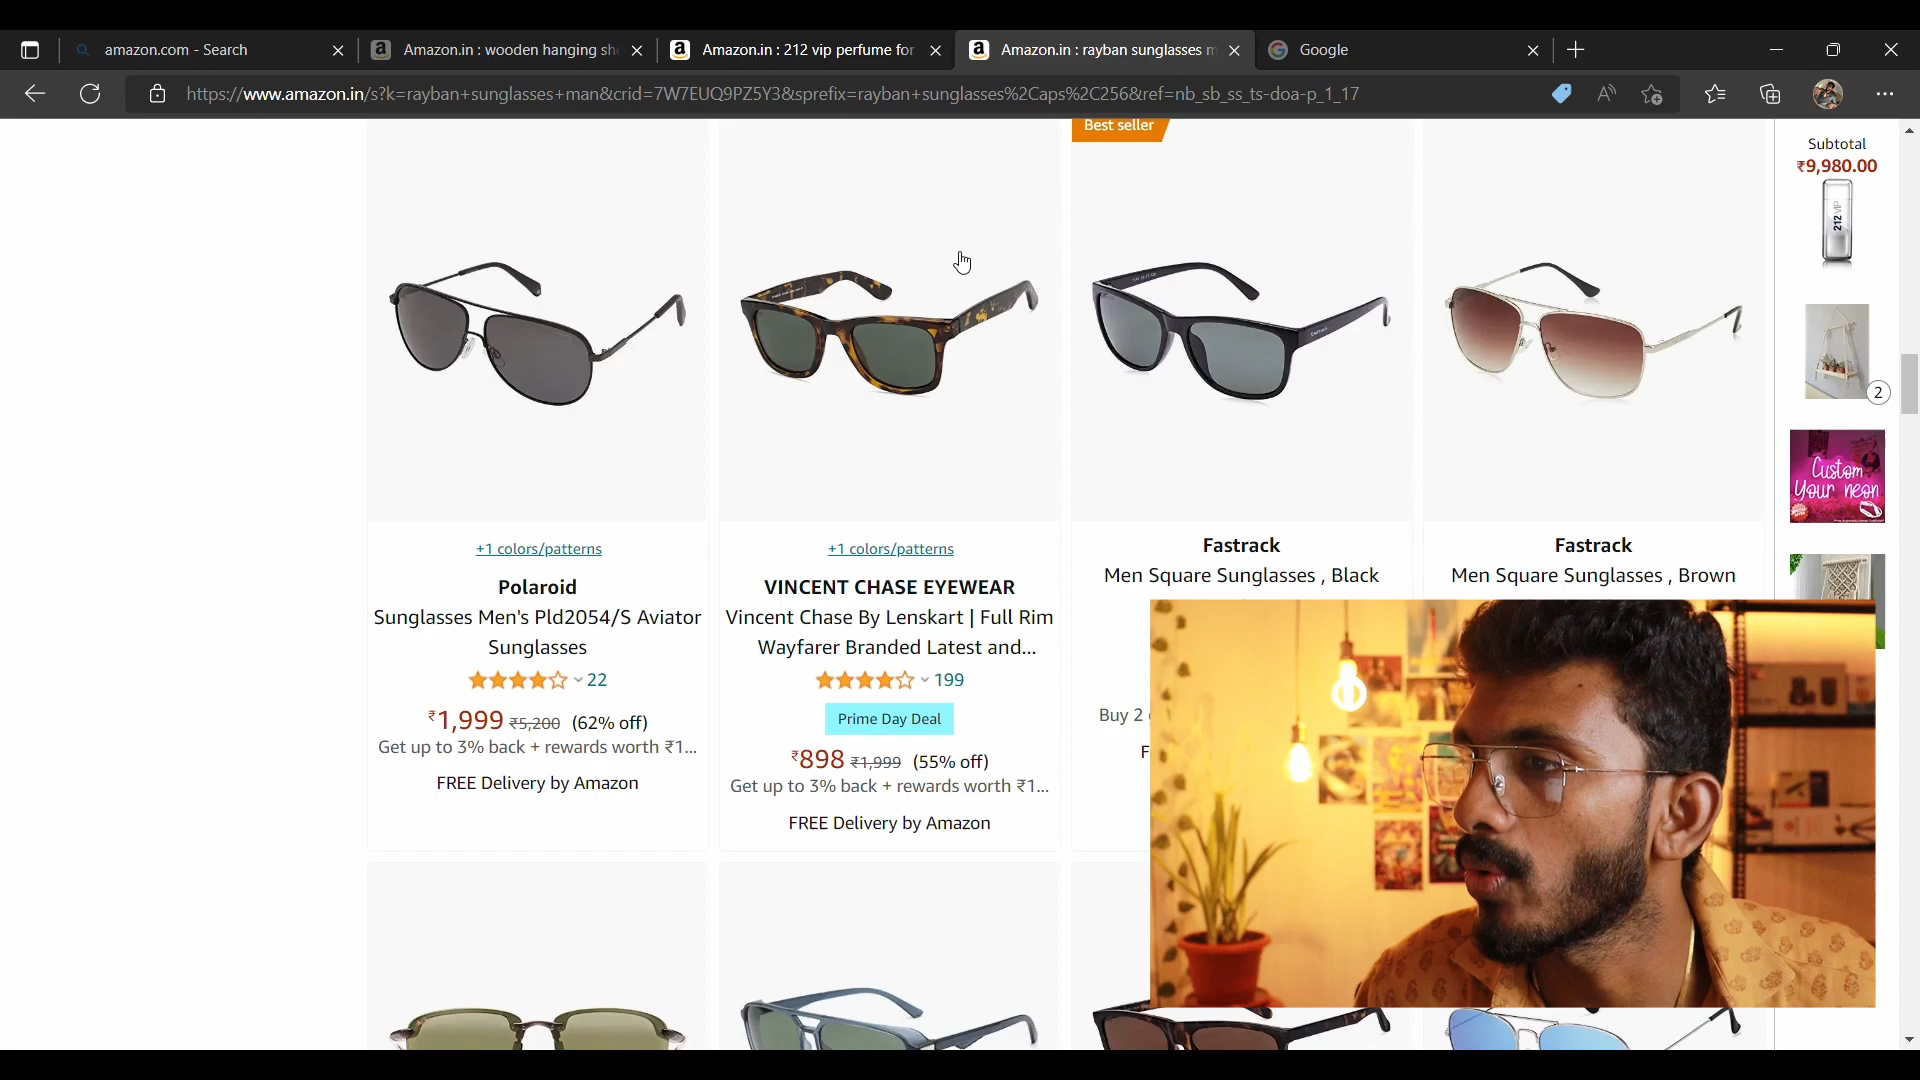 amazon.com - Search
Amazon.in : wooden hanging sh
Amazon.in : 212 vip perfume for
Amazon.in : rayban sunglasses m
Google
https://www.amazon.in/s?k=rayban+sunglasses+man&crid=7W7EUQ9PZ5Y3&sprefix=rayban+sunglasses%2Caps%2C256&ref=nb_sb_ss_ts-doa-p_1_17
Best seller
Subtotal
₹9,980.00
212 VIP
2
Custom
Your neon
+1 colors/patterns
Polaroid
Sunglasses Men's Pld2054/S Aviator
Sunglasses
22
₹1,999 ₹5,200 (62% off)
Get up to 3% back + rewards worth ₹1...
FREE Delivery by Amazon
+1 colors/patterns
VINCENT CHASE EYEWEAR
Vincent Chase By Lenskart | Full Rim
Wayfarer Branded Latest and...
199
Prime Day Deal
₹898 ₹1,999 (55% off)
Get up to 3% back + rewards worth ₹1...
FREE Delivery by Amazon
Fastrack
Men Square Sunglasses , Black
Buy 2
F
Fastrack
Men Square Sunglasses , Brown